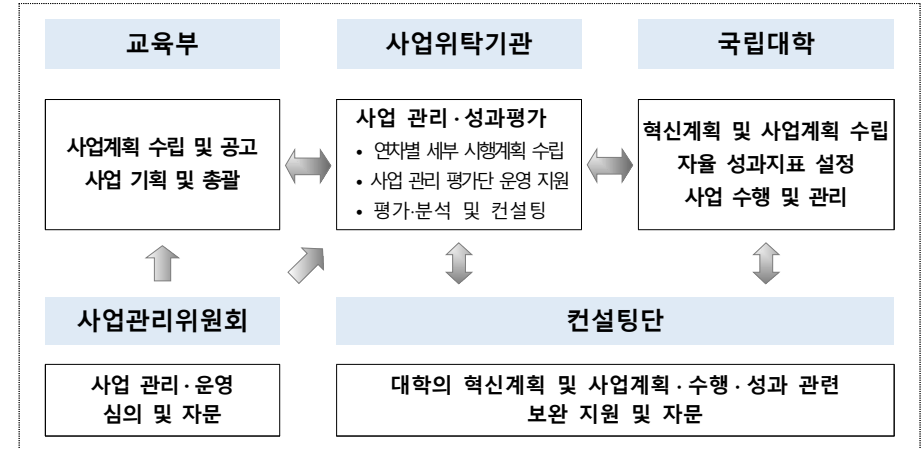 교육부
사업위탁기관
국립대학
사업계획 수립 및 공고
사업 기획 및 총괄
사업 관리·성과평가
• 연차별 세부 시행계획 수립
• 사업 관리 평가단 운영 지원
• 평가·분석 및 컨설팅
혁신계획 및 사업계획 수립
자율 성과지표 설정
사업 수행 및 관리
사업관리위원회
컨설팅단
사업 관리·운영
심의 및 자문
대학의 혁신계획 및 사업계획·수행·성과 관련
보완 지원 및 자문